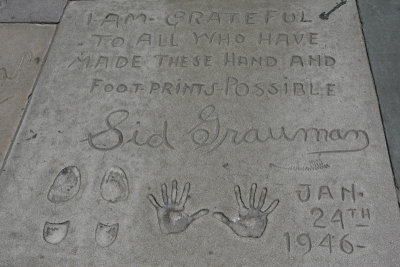 I-AM-GRATEFUL
TO ALL WHO HAVE
MADE THESE HAND AND
FOOT-PRINTS-POSSIBLE
Sid Grauman
JAN.
24TH
1946-